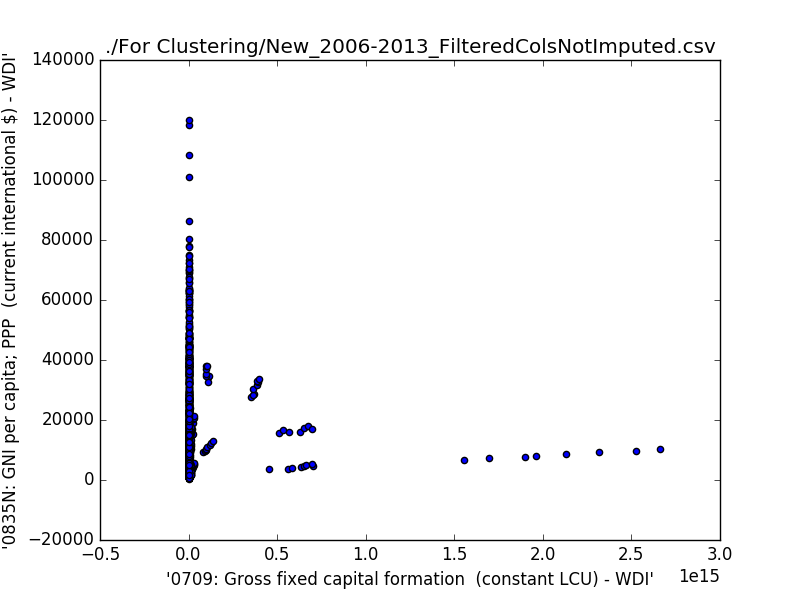 ./For Clustering/New_2006-2013_FilteredColsNotImputed.csv
140000
120000
100000
80000
60000
40000
20000
0
−20000
−0.5 0.0 0.5 1.0 1.5 2.0 2.5 3.0
1e15
'0709: Gross fixed capital formation  (constant LCU) - WDI'
'0835N: GNI per capita; PPP  (current international $) - WDI'